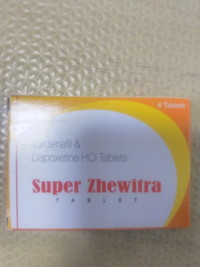 4 Tablets
Vardenafil &
Dapoxetine HCl Tablets
Super Zhewitra
TABLET